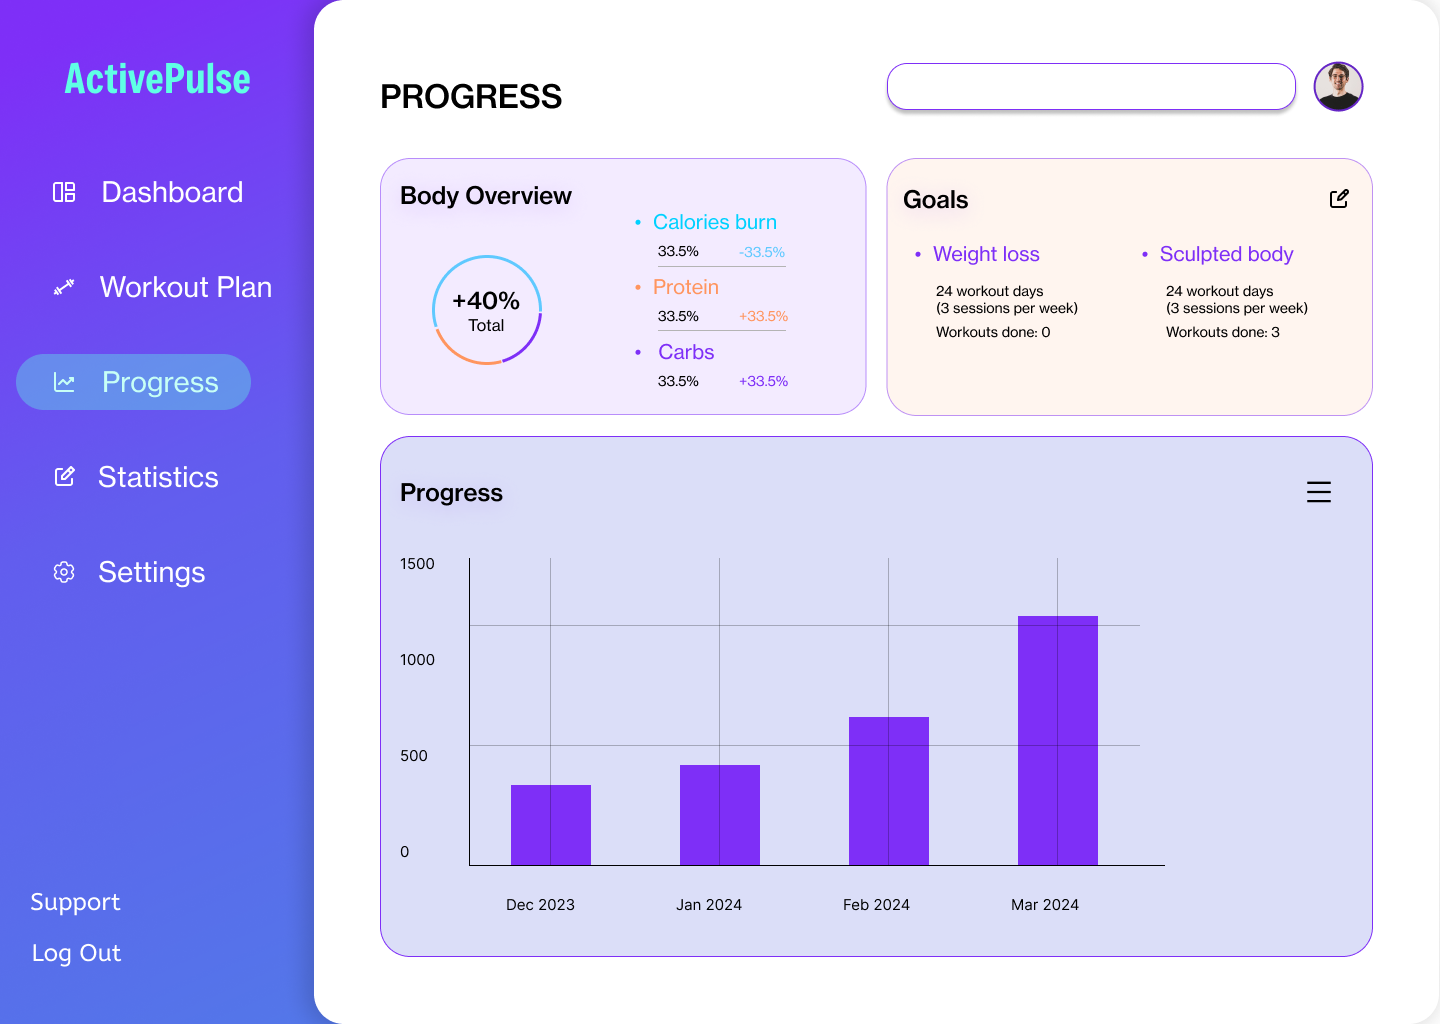 ActivePulse
Dashboard
Workout Plan
Progress
Statistics
Settings
Support
Log Out
PROGRESS
Body Overview
+40%
Total
• Calories burn
33.5% -33.5%
• Protein
33.5% +33.5%
• Carbs
33.5% +33.5%
Goals
• Weight loss
24 workout days
(3 sessions per week)
Workouts done: 0
• Sculpted body
24 workout days
(3 sessions per week)
Workouts done: 3
Progress
1500
1000
500
0
Dec 2023 Jan 2024 Feb 2024 Mar 2024